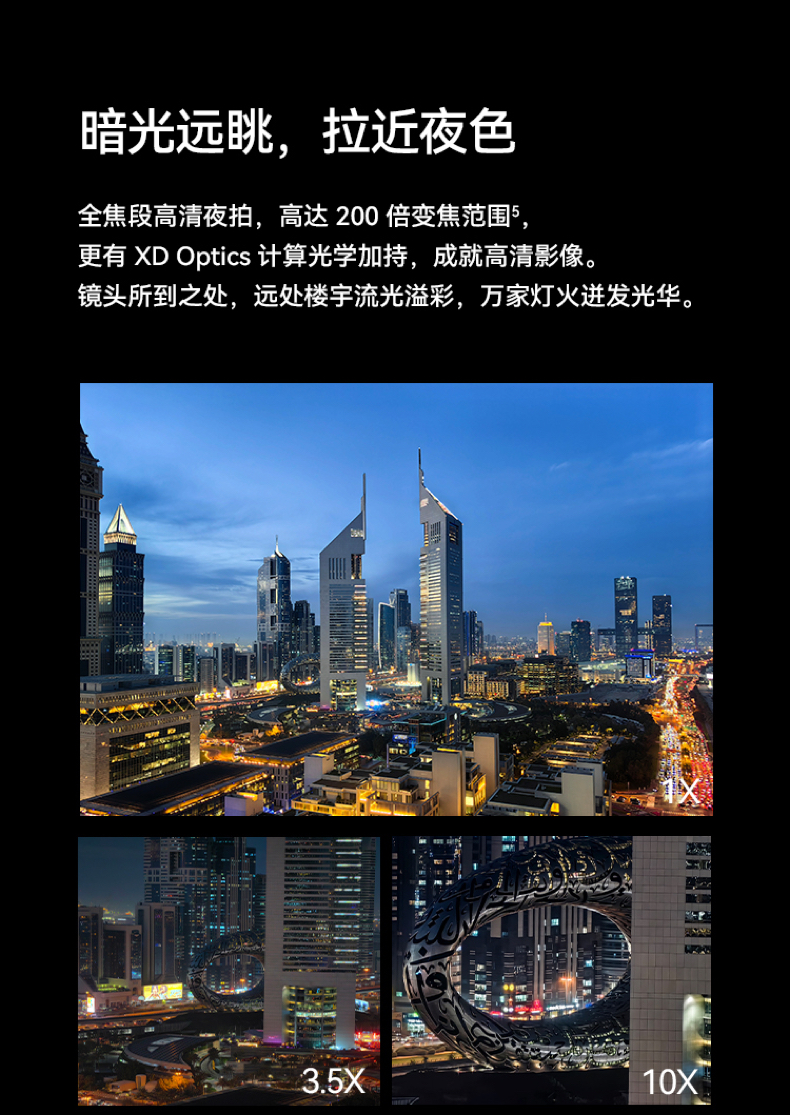 暗光远眺，拉近夜色
全焦段高清夜拍，高达 200 倍变焦范围⁵，
更有 XD Optics 计算光学加持，成就高清影像。
镜头所到之处，远处楼宇流光溢彩，万家灯火迸发光华。
1X
3.5X
10X